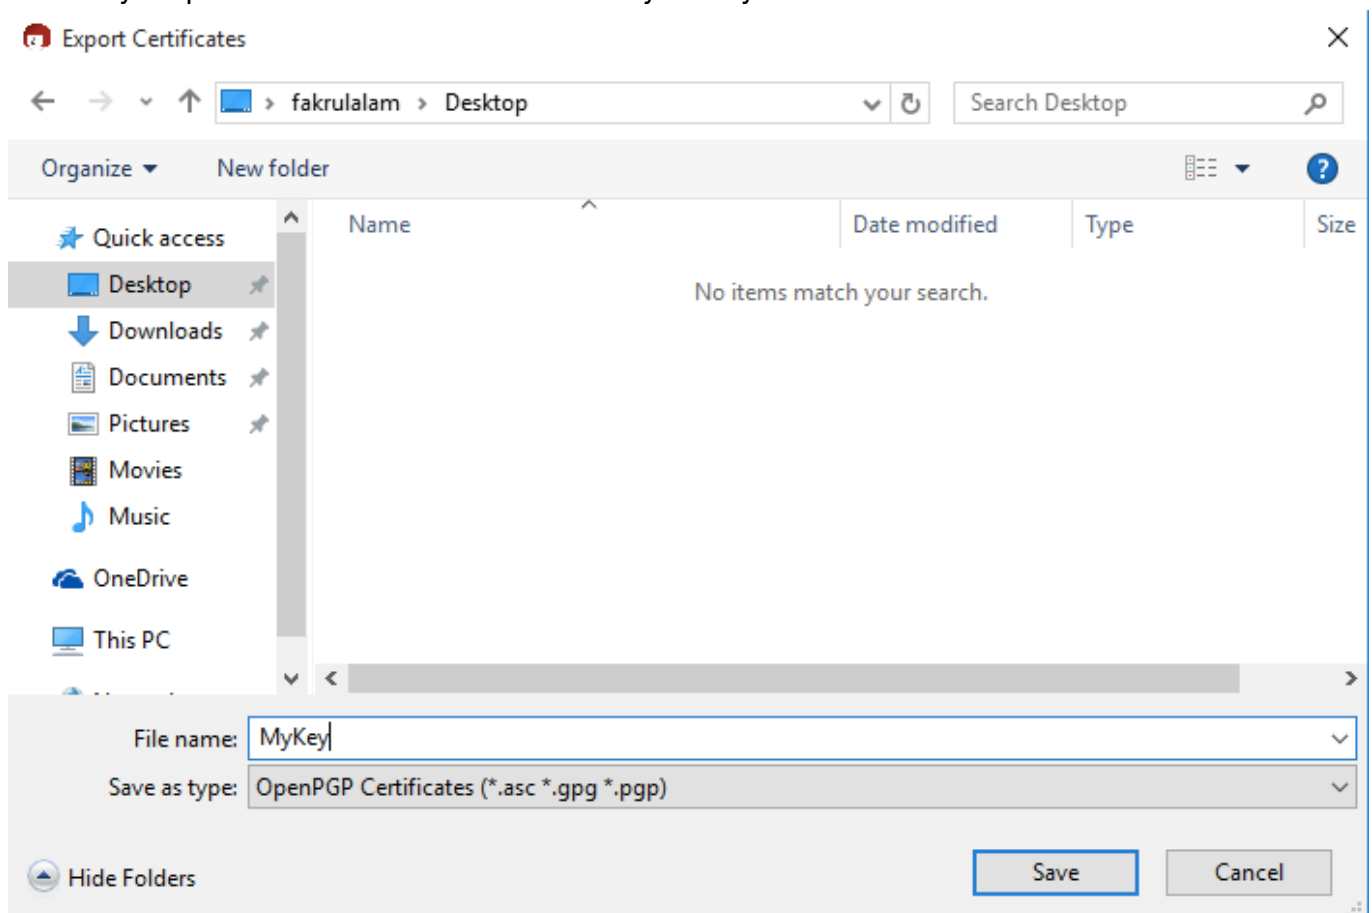 Export Certificates
fakrulalam > Desktop
Search Desktop
Organize
New folder
Name
Date modified
Type
Size
Quick access
Desktop
Downloads
Documents
Pictures
Movies
Music
OneDrive
This PC
No items match your search.
File name: MyKey
Save as type: OpenPGP Certificates (*.asc *.gpg *.pgp)
Hide Folders
Save
Cancel